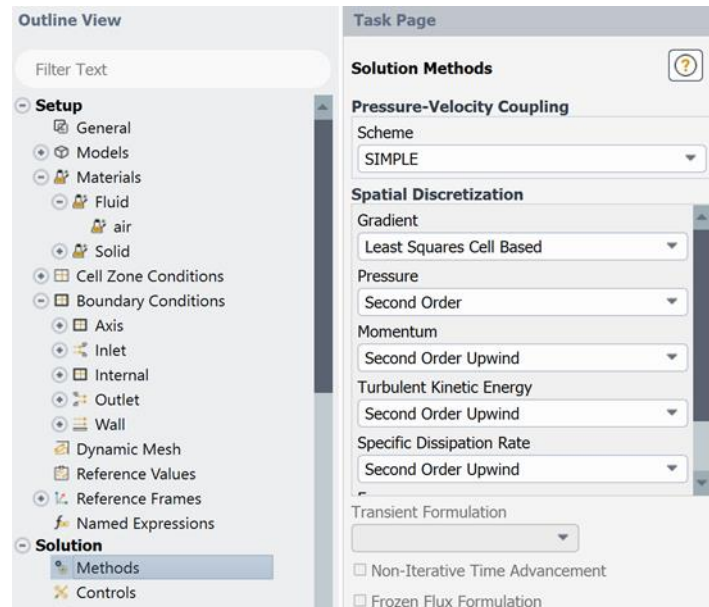 Outline View
Filter Text
Setup
General
Models
Materials
Fluid
air
Solid
Cell Zone Conditions
Boundary Conditions
Axis
Inlet
Internal
Outlet
Wall
Dynamic Mesh
Reference Values
Reference Frames
Named Expressions
Solution
Methods
Controls
Task Page
Solution Methods
?
Pressure-Velocity Coupling
Scheme
SIMPLE
Spatial Discretization
Gradient
Least Squares Cell Based
Pressure
Second Order
Momentum
Second Order Upwind
Turbulent Kinetic Energy
Second Order Upwind
Specific Dissipation Rate
Second Order Upwind
Transient Formulation
Non-Iterative Time Advancement
Frozen Flux Formulation